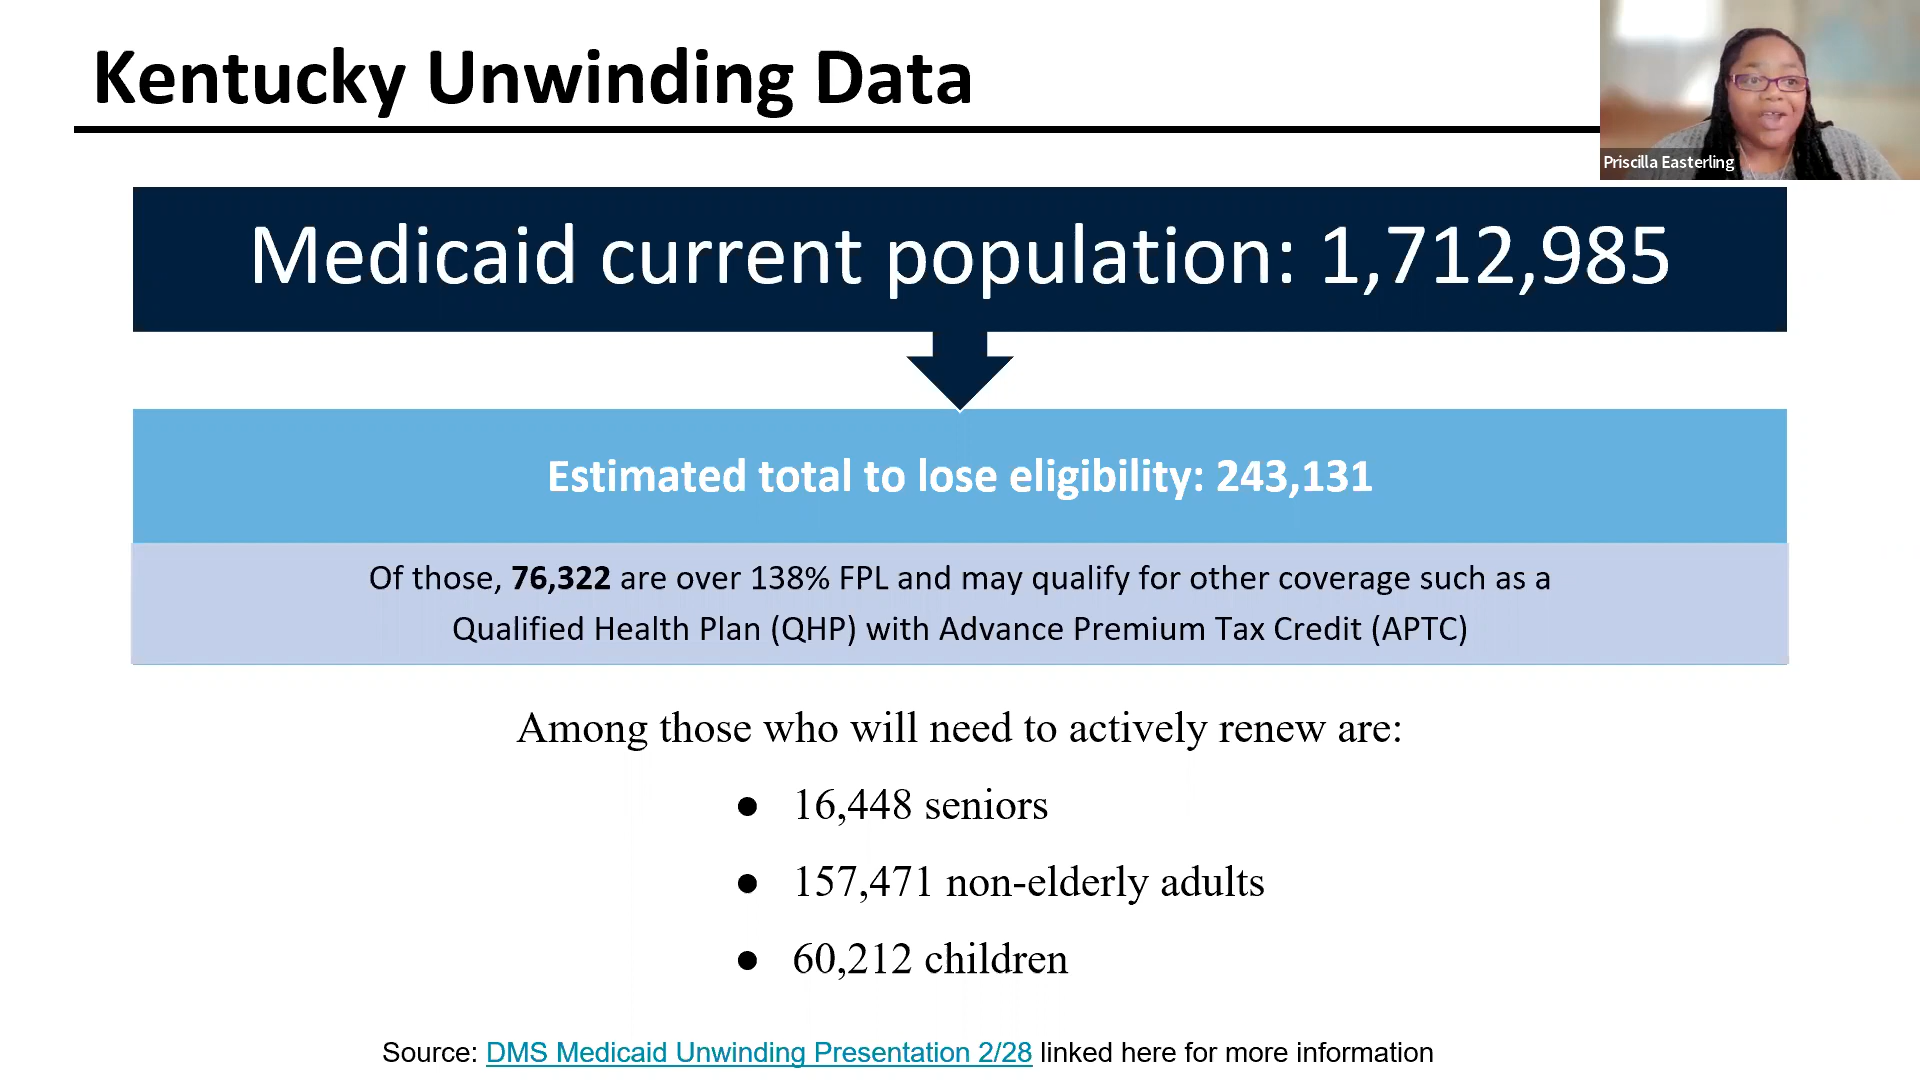 Kentucky Unwinding Data
Priscilla Easterling
Medicaid current population: 1,712,985
Estimated total to lose eligibility: 243,131
Of those, 76,322 are over 138% FPL and may qualify for other coverage such as a
Qualified Health Plan (QHP) with Advance Premium Tax Credit (APTC)
Among those who will need to actively renew are:
● 16,448 seniors
● 157,471 non-elderly adults
● 60,212 children
Source: DMS Medicaid Unwinding Presentation 2/28 linked here for more information